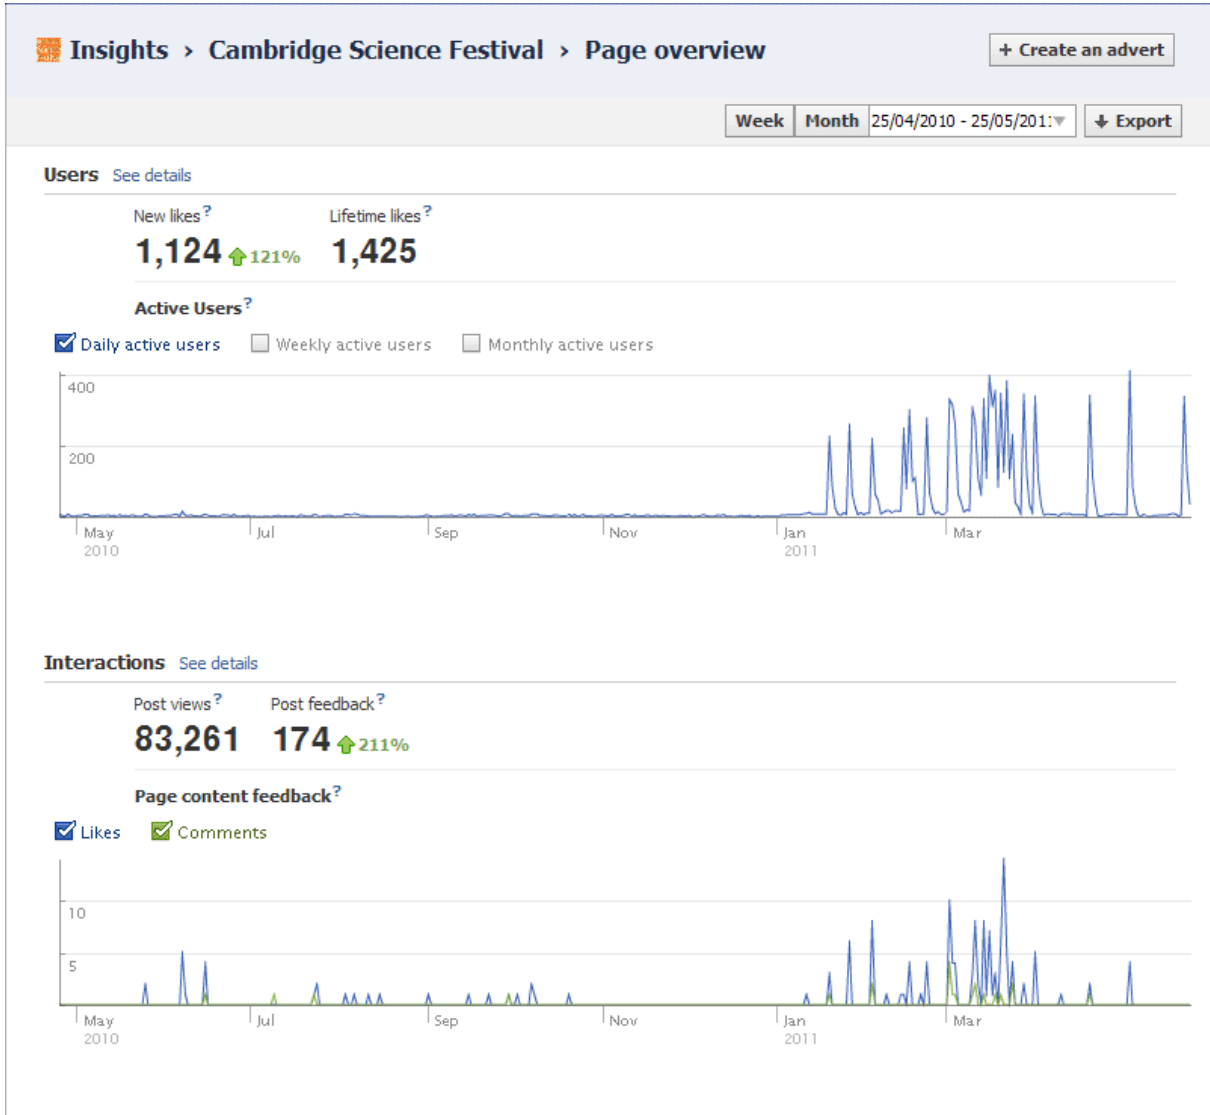 Insights › Cambridge Science Festival › Page overview
+ Create an advert
Week Month 25/04/2010 - 25/05/201 Export
Users See details
New likes? Lifetime likes?
1,124 121% 1,425
Active Users?
Daily active users Weekly active users Monthly active users
400
200
May Jul Sep Nov Jan Mar
2010 2011
Interactions See details
Post views? Post feedback?
83,261 174 211%
Page content feedback?
Likes Comments
10
5
May Jul Sep Nov Jan Mar
2010 2011